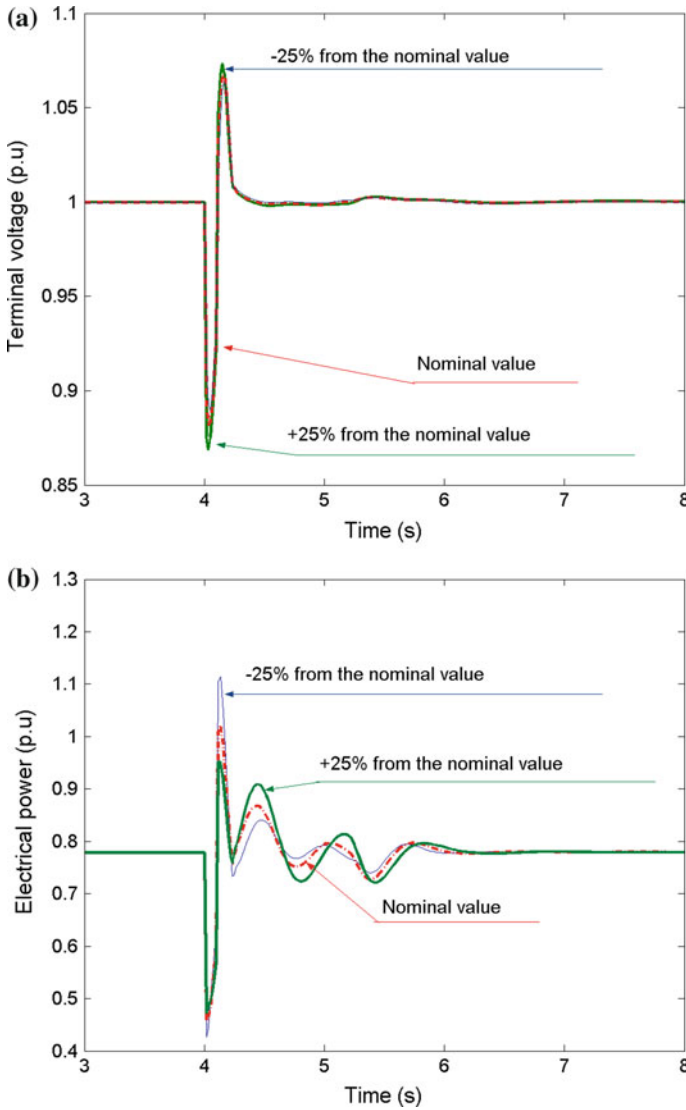 (a)
1.1
1.05
1
0.95
0.9
0.85
Terminal voltage (p.u)
-25% from the nominal value
Nominal value
+25% from the nominal value
3
4
5
6
7
8
Time (s)
(b)
1.3
1.2
1.1
1
0.9
0.8
0.7
0.6
0.5
0.4
Electrical power (p.u)
-25% from the nominal value
+25% from the nominal value
Nominal value
3
4
5
6
7
8
Time (s)